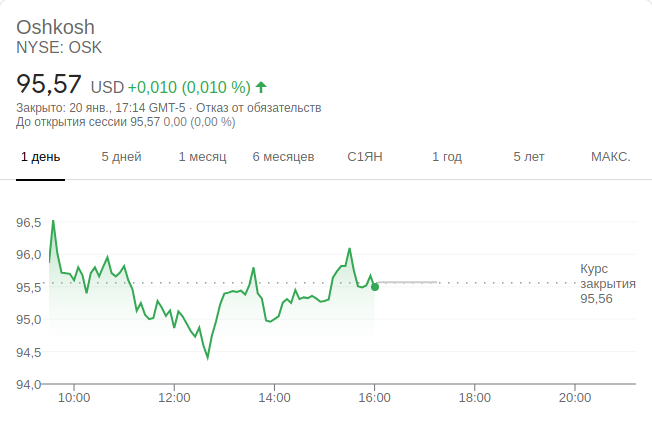 Oshkosh
NYSE: OSK
95,57 USD +0,010 (0,010 %)
Закрыто: 20 янв., 17:14 GMT-5 · Отказ от обязательств
До открытия сессии 95,57 0,00 (0,00 %)
1 день 5 дней 1 месяц 6 месяцев С1ЯН 1 год 5 лет МАКС.
96,5
96,0
95,5
95,0
94,5
94,0
Курс
закрытия
95,56
10:00 12:00 14:00 16:00 18:00 20:00